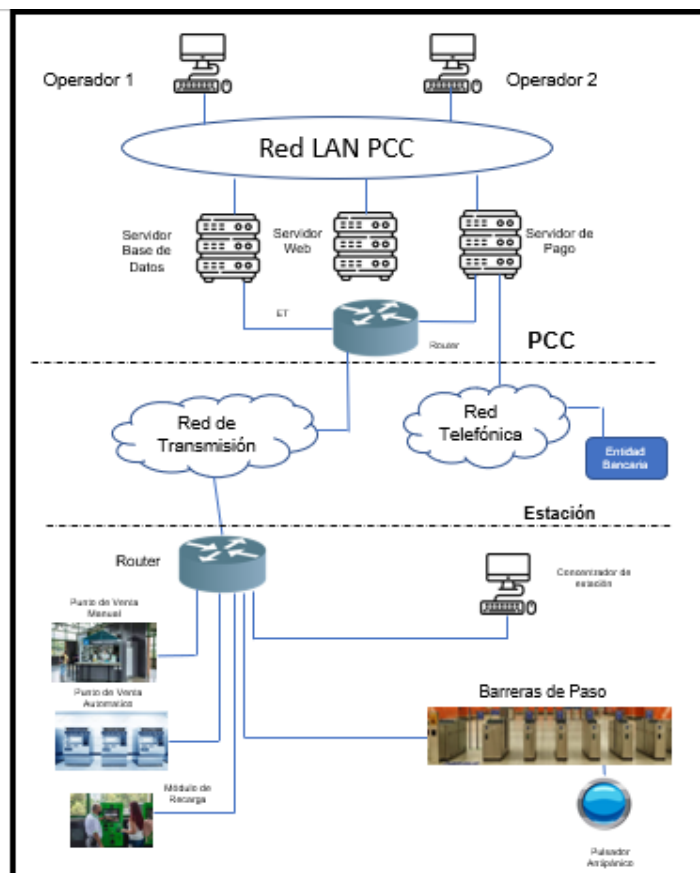 Operador 1
Operador 2
Red LAN PCC
Servidor
Base de
Datos
Servidor
Web
Servidor de
Pago
ET
Router
PCC
Red de
Transmisión
Red
Telefónica
Entidad
Bancaria
Estación
Router
Concentrador de
estación
Punto de Venta
Manual
Punto de Venta
Automatico
Barreras de Paso
Módulo de
Recarga
Pulsador
Antipánico